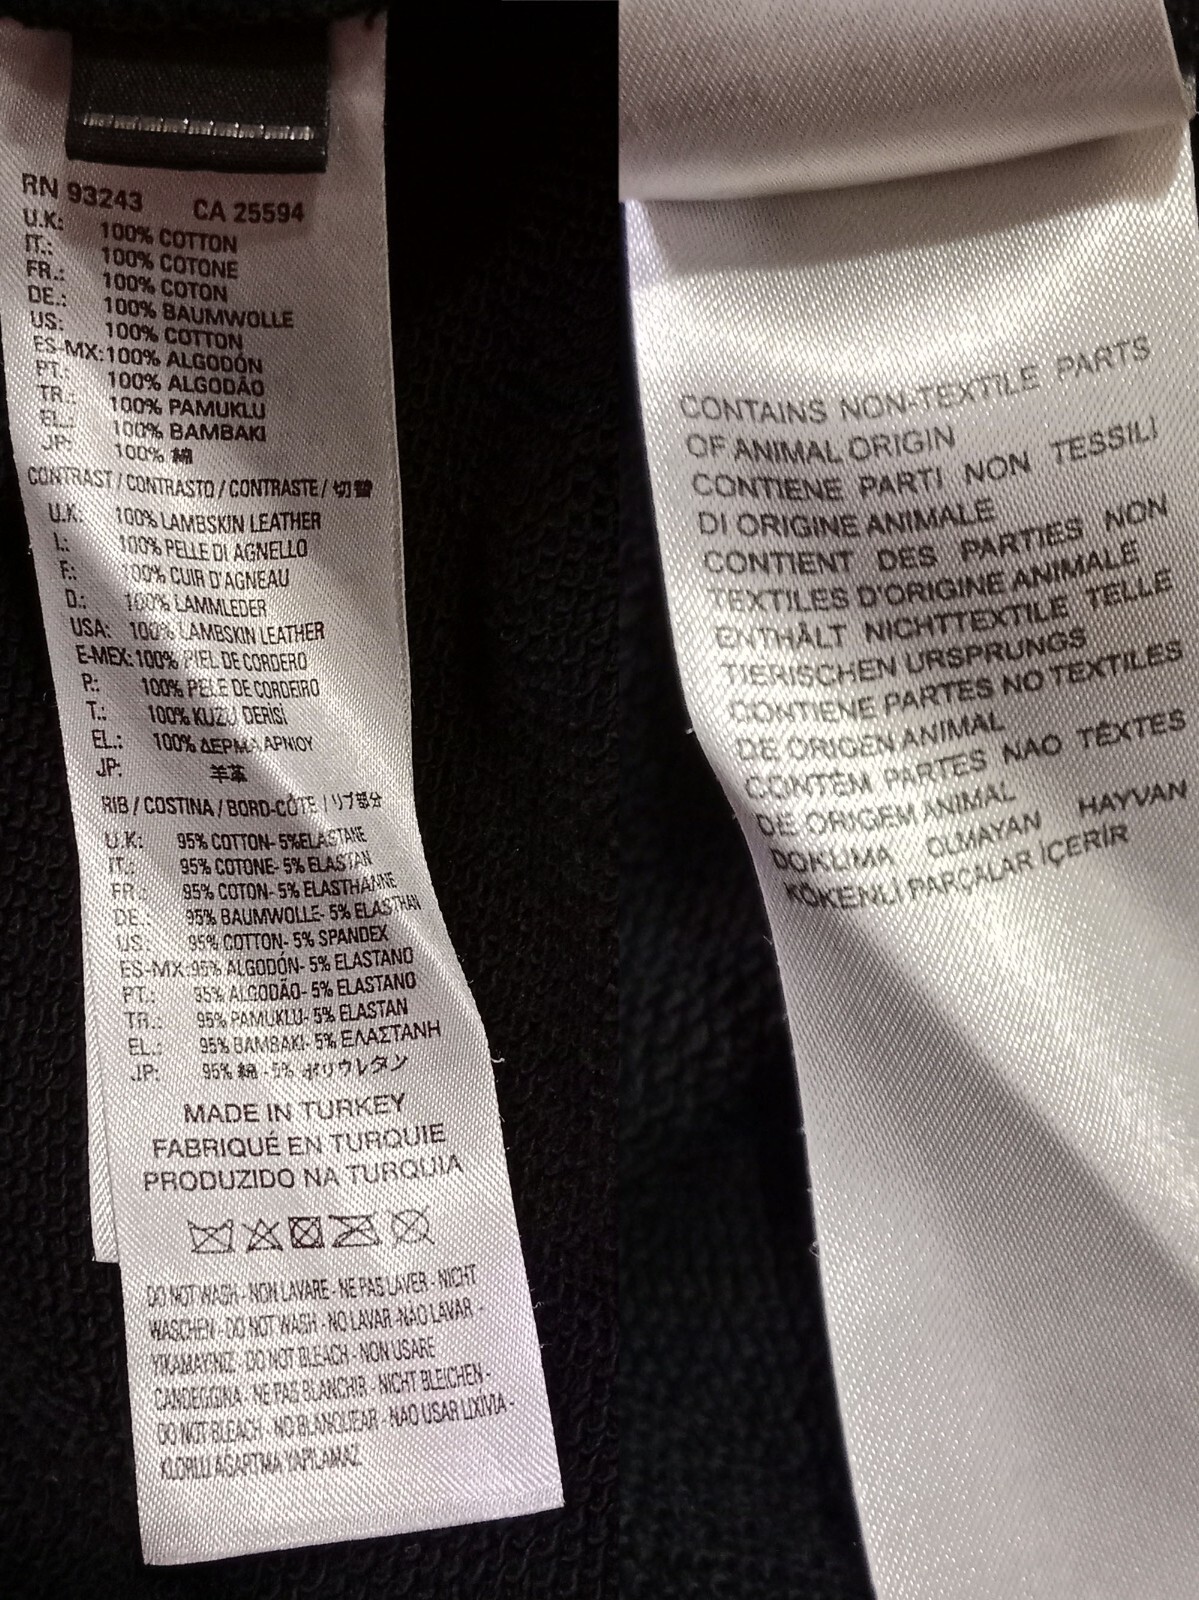 RN 93243 CA 25594
U.K: 100% COTTON
IT.: 100% COTONE
FR.: 100% COTON
DE.: 100% BAUMWOLLE
US: 100% COTTON
ES-MX: 100% ALGODÓN
PT.: 100% ALGODÃO
TR.: 100% PAMUKLU
EL.: 100% BAMBAKI
JP: 100% 綿
CONTRAST / CONTRASTO / CONTRASTE / 切替
U.K. 100% LAMBSKIN LEATHER
I.: 100% PELLE DI AGNELLO
F.: 100% CUIR D'AGNEAU
D.: 100% LAMMLEDER
USA: 100% LAMBSKIN LEATHER
E-MEX: 100% PIEL DE CORDERO
P.: 100% PELE DE CORDEIRO
T.: 100% KUZU DERİSİ
EL.: 100% ΔΕΡΜΑ ΑΡΝΙΟΥ
JP: 羊革
RIB / COSTINA / BORD-CÔTE / リブ部分
U.K: 95% COTTON- 5%ELASTANE
IT.: 95% COTONE- 5% ELASTAN
FR.: 95% COTON- 5% ELASTHANNE
DE.: 95% BAUMWOLLE- 5% ELASTHAN
US: 95% COTTON- 5% SPANDEX
ES-MX: 95% ALGODÓN- 5% ELASTANO
PT.: 95% ALGODÃO- 5% ELASTANO
TR.: 95% PAMUKLU- 5% ELASTAN
EL.: 95% BAMBAKI- 5% ΕΛΑΣΤΑΝΗ
JP: 95% 綿 - 5% ポリウレタン
MADE IN TURKEY
FABRIQUÉ EN TURQUIE
PRODUZIDO NA TURQUIA
DO NOT WASH - NON LAVARE - NE PAS LAVER - NICHT
WASCHEN - DO NOT WASH - NO LAVAR -NAO LAVAR -
YIKAMAYINIZ - DO NOT BLEACH - NON USARE
CANDEGGINA - NE PAS BLANCHIR - NICHT BLEICHEN -
DO NOT BLEACH - NO BLANQUEAR - NAO USAR LIXÍVIA -
KLORLU AĞARTMA YAPILAMAZ
CONTAINS NON-TEXTILE PARTS
OF ANIMAL ORIGIN
CONTIENE PARTI NON TESSILI
DI ORIGINE ANIMALE
CONTIENT DES PARTIES NON
TEXTILES D'ORIGINE ANIMALE
ENTHÄLT NICHTTEXTILE TELLE
TIERISCHEN URSPRUNGS
CONTIENE PARTES NO TEXTILES
DE ORIGEN ANIMAL
CONTÉM PARTES NAO TÊXTES
DE ORIGEM ANIMAL
DOKUMA OLMAYAN HAYVAN
KÖKENLİ PARÇALAR İÇERİR